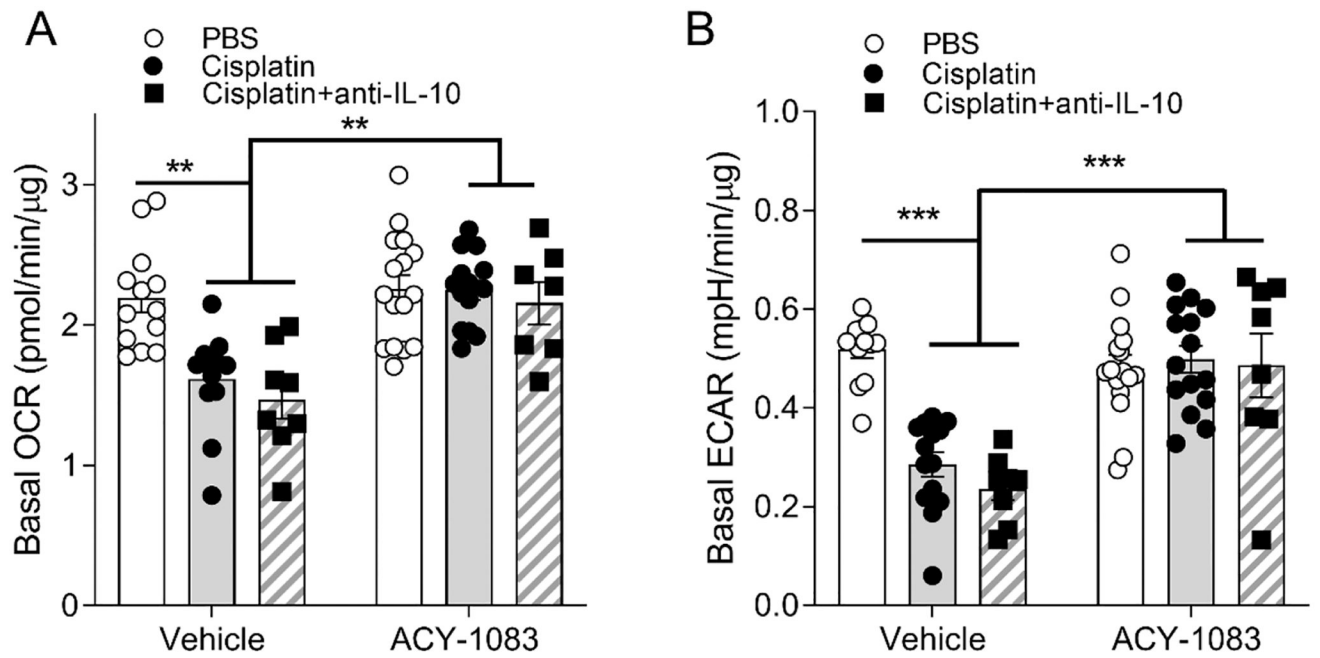 A
PBS
Cisplatin
Cisplatin+anti-IL-10
Basal OCR (pmol/min/µg)
3
2
1
0
**
**
Vehicle
ACY-1083
B
PBS
Cisplatin
Cisplatin+anti-IL-10
Basal ECAR (mpH/min/µg)
1.0
0.8
0.6
0.4
0.2
0.0
***
***
Vehicle
ACY-1083